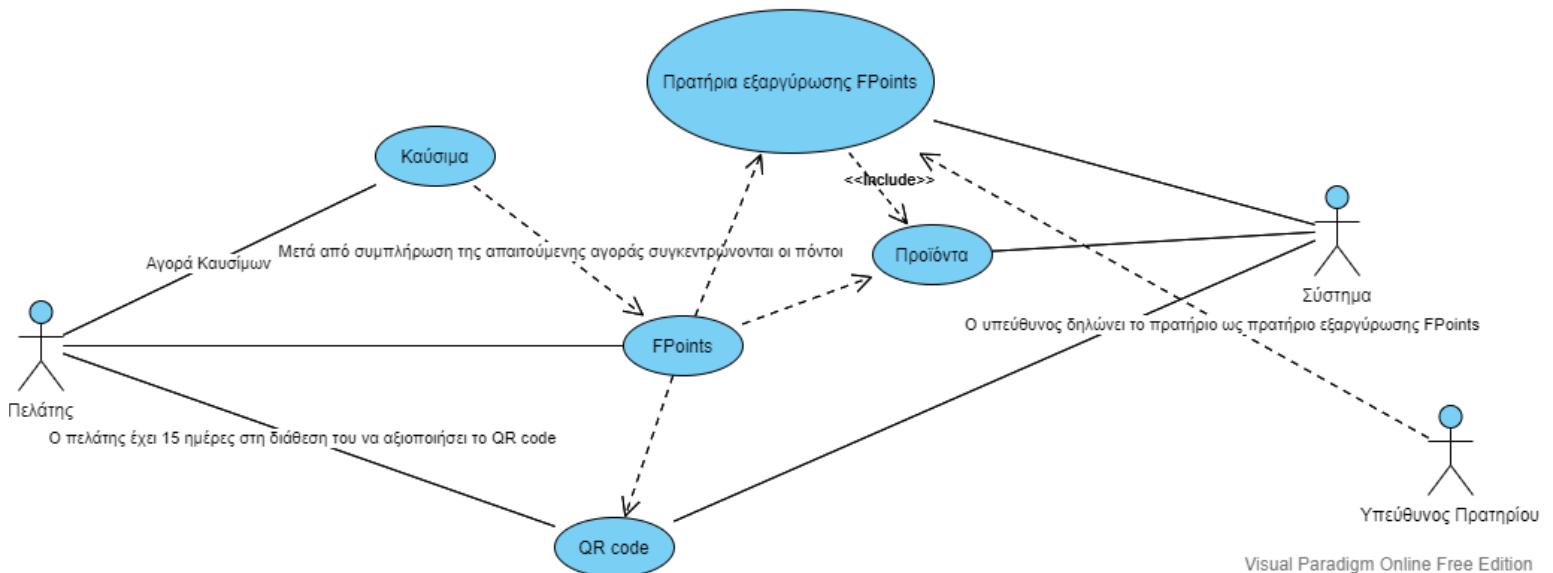 Πρατήρια εξαργύρωσης FPoints
Καύσιμα
<<Include>>
Μετά από συμπλήρωση της απαιτούμενης αγοράς συγκεντρώνονται οι πόντοι
Αγορά Καυσίμων
Προϊόντα
Σύστημα
Ο υπεύθυνος δηλώνει το πρατήριο ως πρατήριο εξαργύρωσης FPoints
FPoints
Πελάτης
Ο πελάτης έχει 15 ημέρες στη διάθεση του να αξιοποιήσει το QR code
Υπεύθυνος Πρατηρίου
QR code
Visual Paradigm Online Free Edition